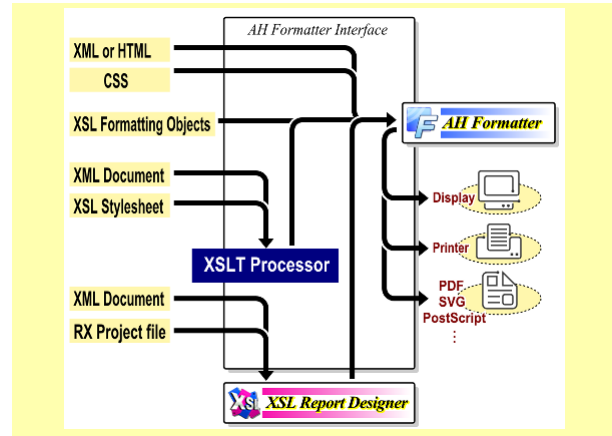 AH Formatter Interface
XML or HTML
CSS
XSL Formatting Objects
AH Formatter
XML Document
XSL Stylesheet
Display
XSLT Processor
Printer
XML Document
RX Project file
PDF
SVG
PostScript
⋮
XSL XSL Report Designer